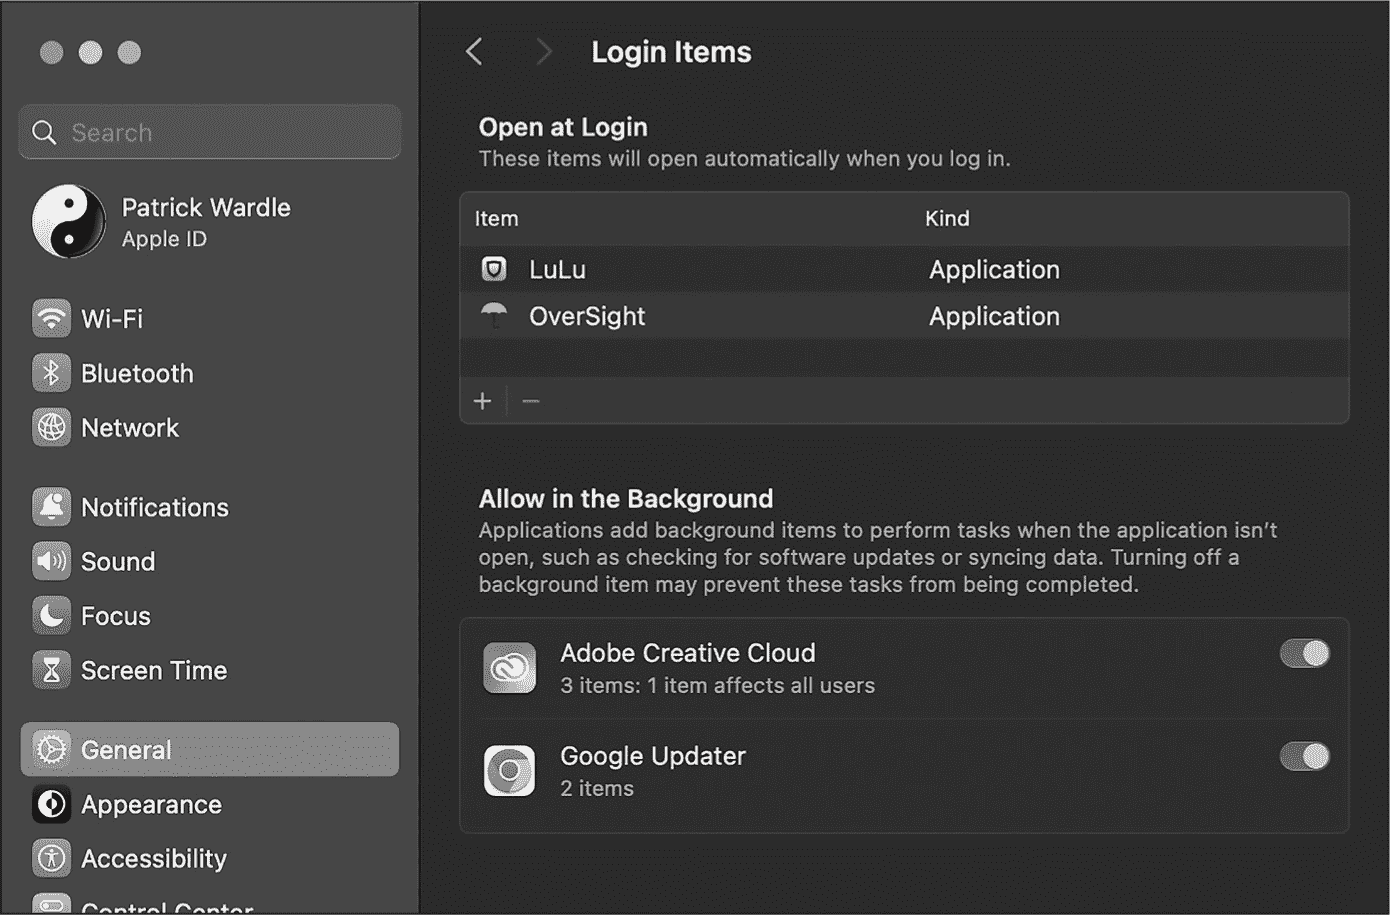 Search
Patrick Wardle
Apple ID
Wi-Fi
Bluetooth
Network
Notifications
Sound
Focus
Screen Time
General
Appearance
Accessibility
Control Center
Login Items
Open at Login
These items will open automatically when you log in.
Item Kind
LuLu Application
OverSight Application
Allow in the Background
Applications add background items to perform tasks when the application isn’t
open, such as checking for software updates or syncing data. Turning off a
background item may prevent these tasks from being completed.
Adobe Creative Cloud
3 items: 1 item affects all users
Google Updater
2 items